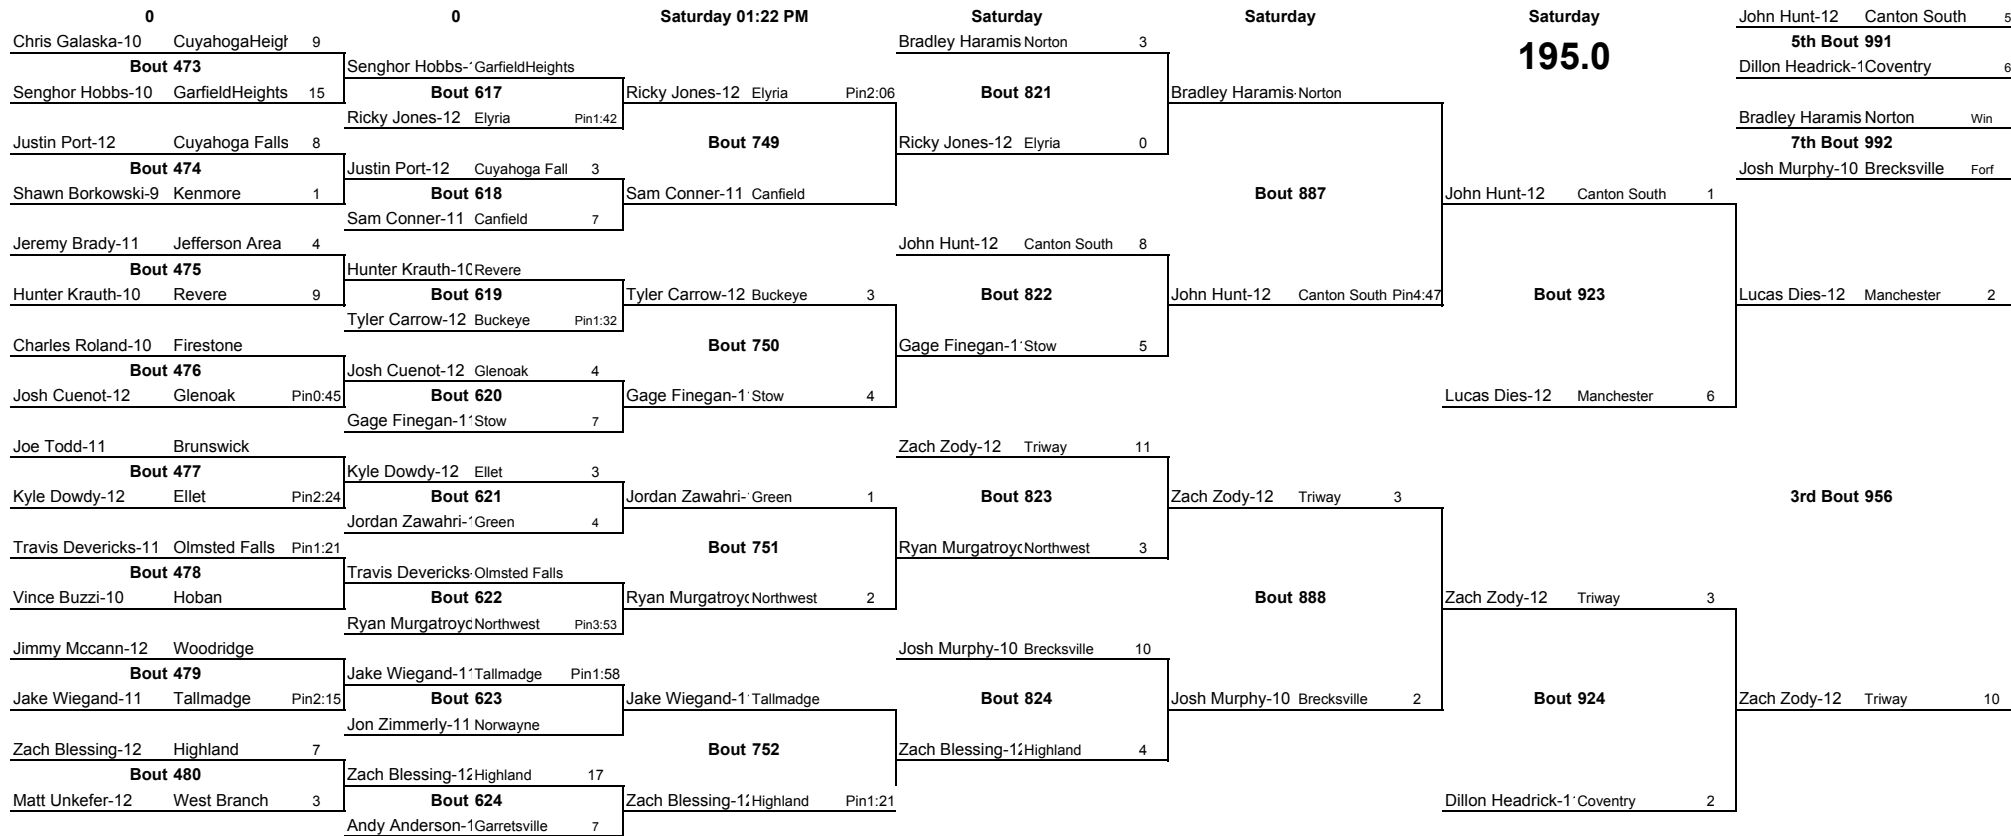 0 0 Saturday 01:22 PM Saturday Saturday Saturday John Hunt-12 Canton South 5
Chris Galaska-10 CuyahogaHeigh 9 Bradley Haramis Norton 3 195.0 5th Bout 991
Bout 473 Senghor Hobbs- GarfieldHeights Dillon Headrick-1 Coventry 6
Senghor Hobbs-10 GarfieldHeights 15 Bout 617 Ricky Jones-12 Elyria Pin2:06 Bout 821 Bradley Haramis Norton
Ricky Jones-12 Elyria Pin1:42 Bradley Haramis Norton Win
Justin Port-12 Cuyahoga Falls 8 Bout 749 Ricky Jones-12 Elyria 0 7th Bout 992
Bout 474 Justin Port-12 Cuyahoga Fall 3 Josh Murphy-10 Brecksville Forf
Shawn Borkowski-9 Kenmore 1 Bout 618 Sam Conner-11 Canfield Bout 887 John Hunt-12 Canton South 1
Sam Conner-11 Canfield 7
Jeremy Brady-11 Jefferson Area 4 John Hunt-12 Canton South 8
Bout 475 Hunter Krauth-10 Revere
Hunter Krauth-10 Revere 9 Bout 619 Tyler Carrow-12 Buckeye 3 Bout 822 John Hunt-12 Canton South Pin4:47 Bout 923 Lucas Dies-12 Manchester 2
Tyler Carrow-12 Buckeye Pin1:32
Charles Roland-10 Firestone Bout 750 Gage Finegan-1 Stow 5
Bout 476 Josh Cuenot-12 Glenoak 4
Josh Cuenot-12 Glenoak Pin0:45 Bout 620 Gage Finegan-1 Stow 4 Lucas Dies-12 Manchester 6
Gage Finegan-11 Stow 7
Joe Todd-11 Brunswick Zach Zody-12 Triway 11
Bout 477 Kyle Dowdy-12 Ellet 3
Kyle Dowdy-12 Ellet Pin2:24 Bout 621 Jordan Zawahri- Green 1 Bout 823 Zach Zody-12 Triway 3 3rd Bout 956
Jordan Zawahri-1 Green 4
Travis Devericks-11 Olmsted Falls Pin1:21 Bout 751 Ryan Murgatroyd Northwest 3
Bout 478 Travis Devericks- Olmsted Falls
Vince Buzzi-10 Hoban Bout 622 Ryan Murgatroyd Northwest 2 Bout 888 Zach Zody-12 Triway 3
Ryan Murgatroyd Northwest Pin3:53
Jimmy Mccann-12 Woodridge Josh Murphy-10 Brecksville 10
Bout 479 Jake Wiegand-11 Tallmadge Pin1:58
Jake Wiegand-11 Tallmadge Pin2:15 Bout 623 Jake Wiegand-1 Tallmadge Bout 824 Josh Murphy-10 Brecksville 2 Bout 924 Zach Zody-12 Triway 10
Jon Zimmerly-11 Norwayne
Zach Blessing-12 Highland 7 Bout 752 Zach Blessing-12 Highland 4
Bout 480 Zach Blessing-12 Highland 17
Matt Unkefer-12 West Branch 3 Bout 624 Zach Blessing-12 Highland Pin1:21 Dillon Headrick-1 Coventry 2
Andy Anderson-1 Garretsville 7